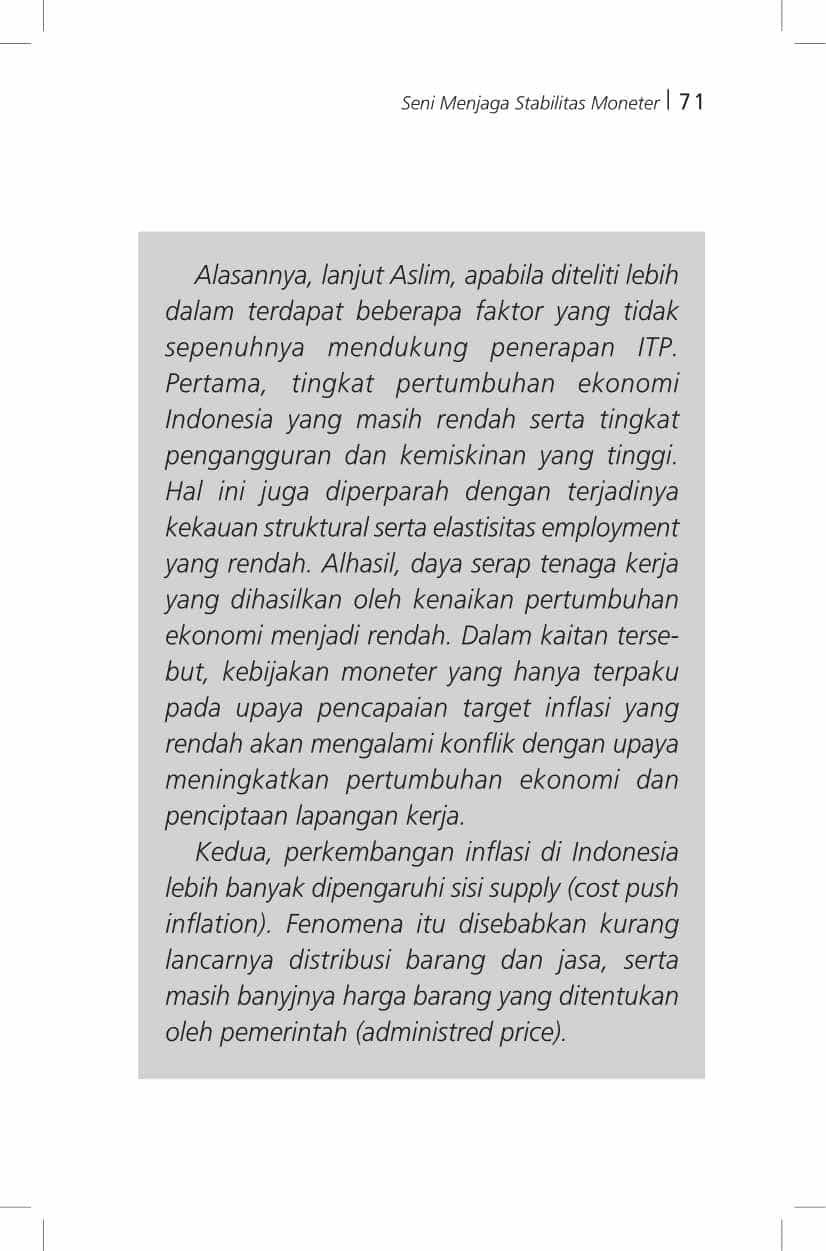 Seni Menjaga Stabilitas Moneter | 71
Alasannya, lanjut Aslim, apabila diteliti lebih
dalam terdapat beberapa faktor yang tidak
sepenuhnya mendukung penerapan ITP.
Pertama, tingkat pertumbuhan ekonomi
Indonesia yang masih rendah serta tingkat
pengangguran dan kemiskinan yang tinggi.
Hal ini juga diperparah dengan terjadinya
kekauan struktural serta elastisitas employment
yang rendah. Alhasil, daya serap tenaga kerja
yang dihasilkan oleh kenaikan pertumbuhan
ekonomi menjadi rendah. Dalam kaitan terse-
but, kebijakan moneter yang hanya terpaku
pada upaya pencapaian target inflasi yang
rendah akan mengalami konflik dengan upaya
meningkatkan pertumbuhan ekonomi dan
penciptaan lapangan kerja.
Kedua, perkembangan inflasi di Indonesia
lebih banyak dipengaruhi sisi supply (cost push
inflation). Fenomena itu disebabkan kurang
lancarnya distribusi barang dan jasa, serta
masih banyjnya harga barang yang ditentukan
oleh pemerintah (administred price).